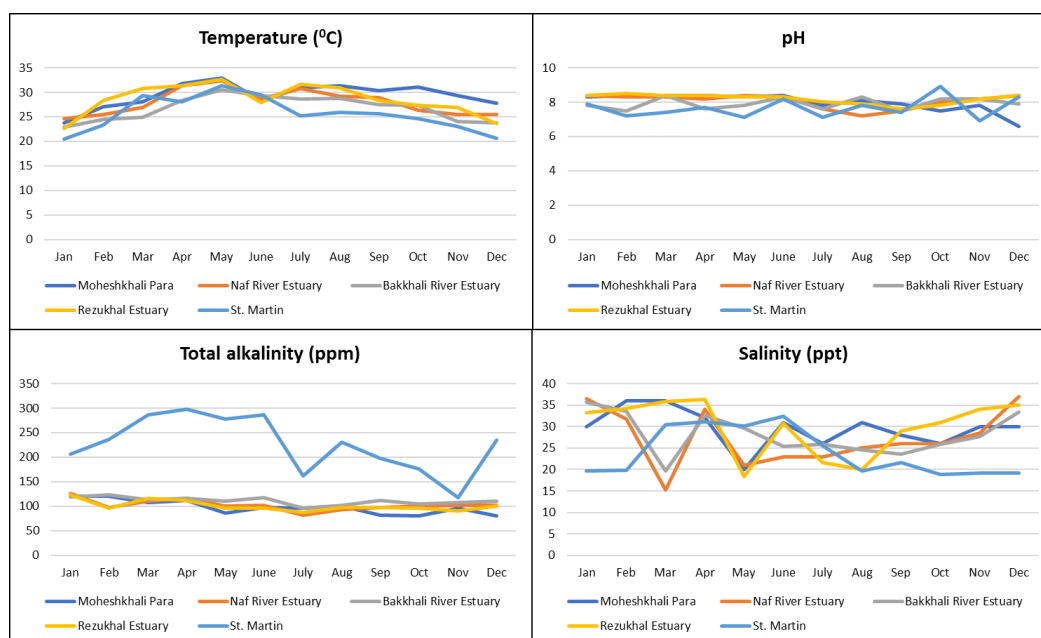 Temperature (⁰C)
35
30
25
20
15
10
5
0
Jan Feb Mar Apr May June July Aug Sep Oct Nov Dec
Moheshkhali Para Naf River Estuary Bakkhali River Estuary
Rezukhal Estuary St. Martin
pH
10
8
6
4
2
0
Jan Feb Mar Apr May June July Aug Sep Oct Nov Dec
Moheshkhali Para Naf River Estuary Bakkhali River Estuary
Rezukhal Estuary St. Martin
Total alkalinity (ppm)
350
300
250
200
150
100
50
0
Jan Feb Mar Apr May June July Aug Sep Oct Nov Dec
Moheshkhali Para Naf River Estuary Bakkhali River Estuary
Rezukhal Estuary St. Martin
Salinity (ppt)
40
35
30
25
20
15
10
5
0
Jan Feb Mar Apr May June July Aug Sep Oct Nov Dec
Moheshkhali Para Naf River Estuary Bakkhali River Estuary
Rezukhal Estuary St. Martin